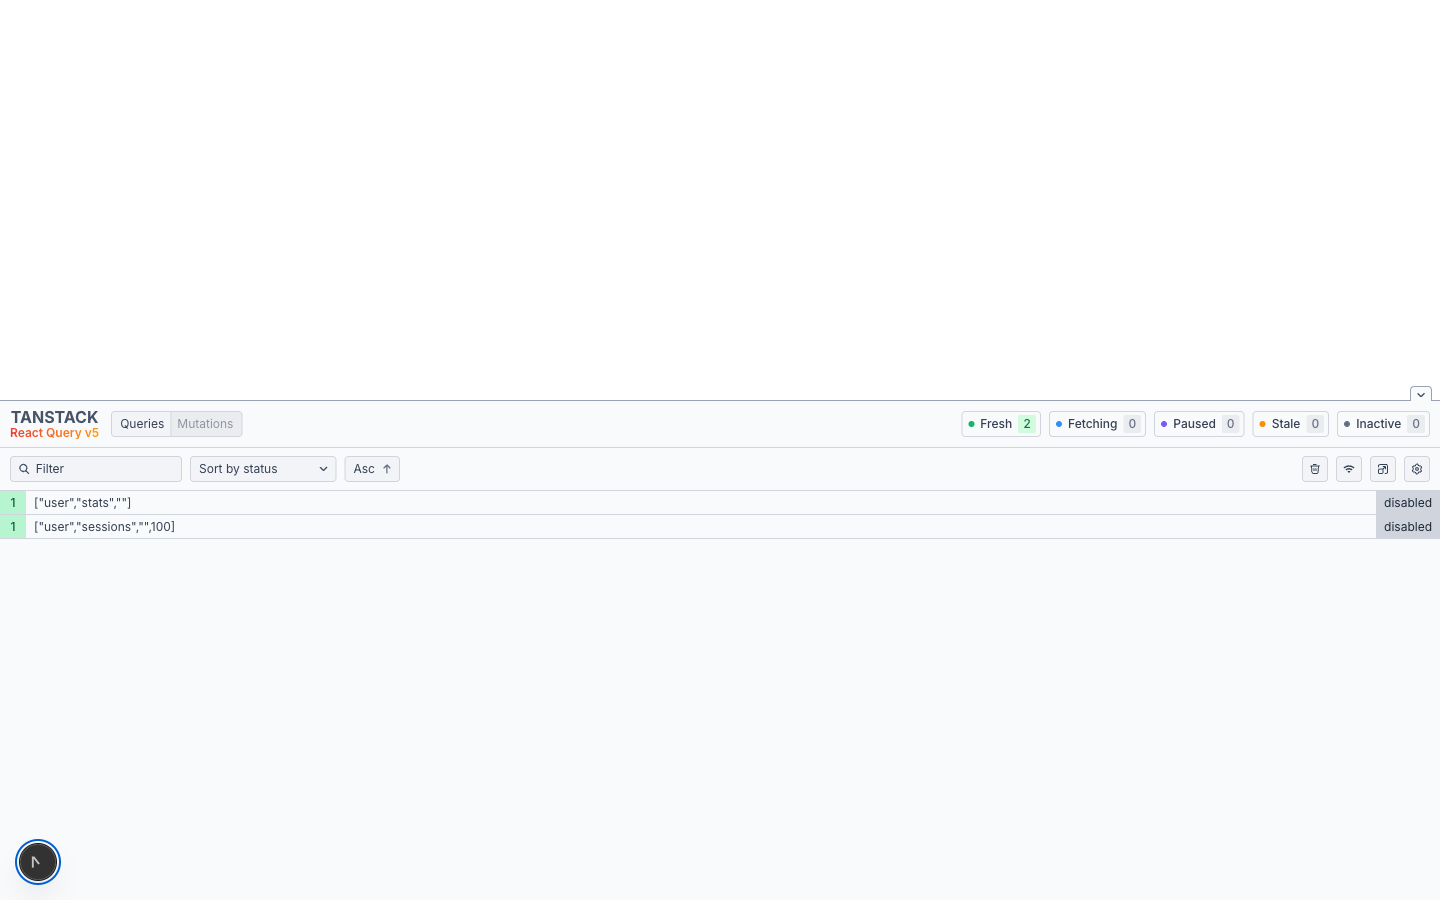 TANSTACK
React Query v5
Queries Mutations
Fresh 2 Fetching 0 Paused 0 Stale 0 Inactive 0
Filter Sort by status Asc
1 ["user","stats",""] disabled
1 ["user","sessions","",100] disabled